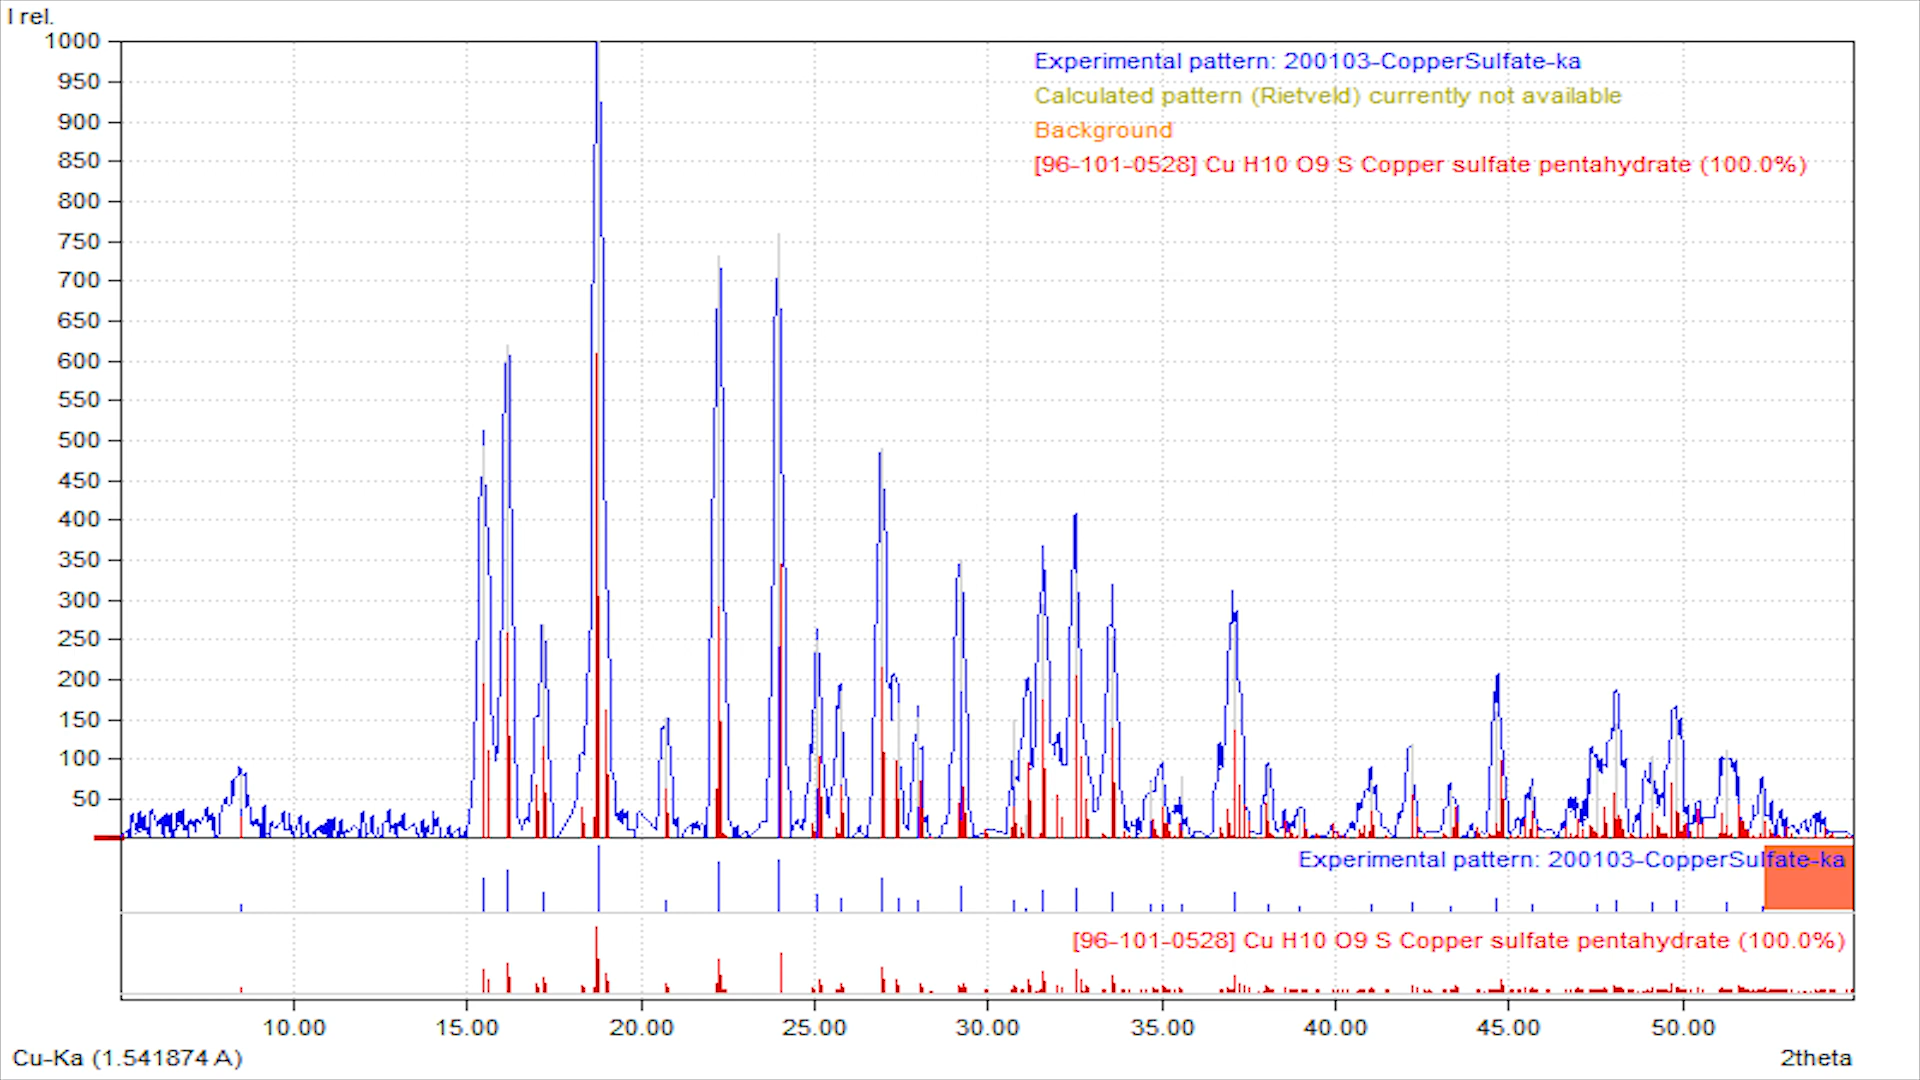 I rel.
1000
950
900
850
800
750
700
650
600
550
500
450
400
350
300
250
200
150
100
50
Experimental pattern: 200103-CopperSulfate-ka
Calculated pattern (Rietveld) currently not available
Background
[96-101-0528] Cu H10 O9 S Copper sulfate pentahydrate (100.0%)
Experimental pattern: 200103-CopperSulfate-ka
[96-101-0528] Cu H10 O9 S Copper sulfate pentahydrate (100.0%)
10.00 15.00 20.00 25.00 30.00 35.00 40.00 45.00 50.00
Cu-Ka (1.541874 A) 2theta